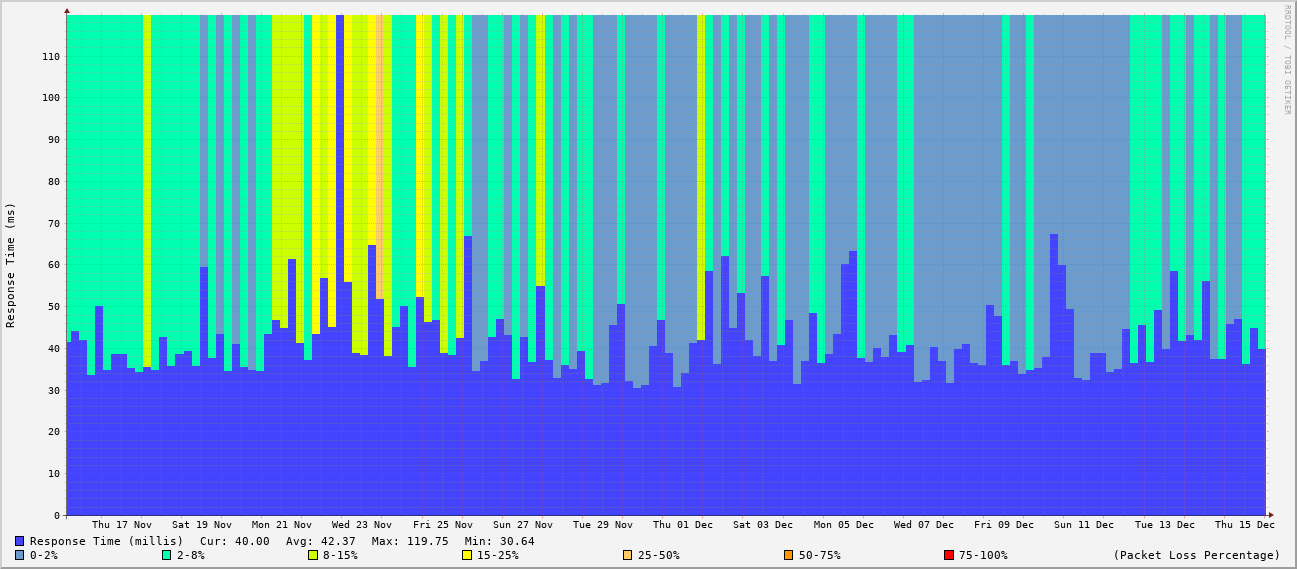 RRDTOOL / TOBI OETIKER
Response Time (ms)
110
100
90
80
70
60
50
40
30
20
10
0
Thu 17 Nov Sat 19 Nov Mon 21 Nov Wed 23 Nov Fri 25 Nov Sun 27 Nov Tue 29 Nov Thu 01 Dec Sat 03 Dec Mon 05 Dec Wed 07 Dec Fri 09 Dec Sun 11 Dec Tue 13 Dec Thu 15 Dec
Response Time (millis) Cur: 40.00 Avg: 42.37 Max: 119.75 Min: 30.64
0-2% 2-8% 8-15% 15-25% 25-50% 50-75% 75-100% (Packet Loss Percentage)